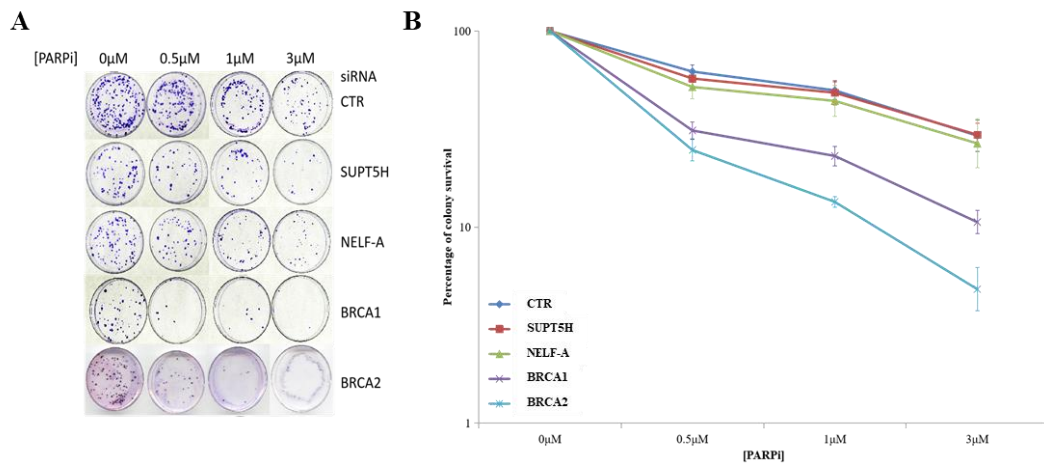 A
[PARPi] 0µM 0.5µM 1µM 3µM
siRNA
CTR
SUPT5H
NELF-A
BRCA1
BRCA2
B
Percentage of colony survival
100
10
1
CTR
SUPT5H
NELF-A
BRCA1
BRCA2
0µM 0.5µM 1µM 3µM
[PARPi]